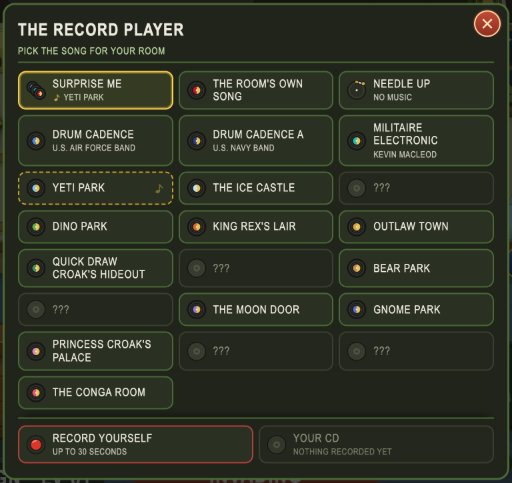 THE RECORD PLAYER
PICK THE SONG FOR YOUR ROOM
SURPRISE ME
♪ YETI PARK
THE ROOM'S OWN
SONG
NEEDLE UP
NO MUSIC
DRUM CADENCE
U.S. AIR FORCE BAND
DRUM CADENCE A
U.S. NAVY BAND
MILITAIRE
ELECTRONIC
KEVIN MACLEOD
YETI PARK ♪
THE ICE CASTLE
???
DINO PARK
KING REX'S LAIR
OUTLAW TOWN
QUICK DRAW
CROAK'S HIDEOUT
???
BEAR PARK
???
THE MOON DOOR
GNOME PARK
PRINCESS CROAK'S
PALACE
???
???
THE CONGA ROOM
RECORD YOURSELF
UP TO 30 SECONDS
YOUR CD
NOTHING RECORDED YET